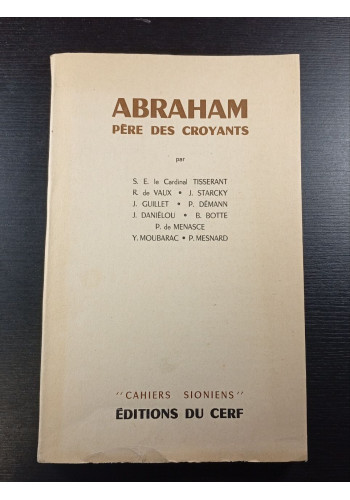 ABRAHAM
PÈRE DES CROYANTS
par
S. E. le Cardinal TISSERANT
R. de VAUX • J. STARCKY
J. GUILLET • P. DÉMANN
J. DANIÉLOU • B. BOTTE
P. de MENASCE
Y. MOUBARAC • P. MESNARD
"CAHIERS SIONIENS"
ÉDITIONS DU CERF